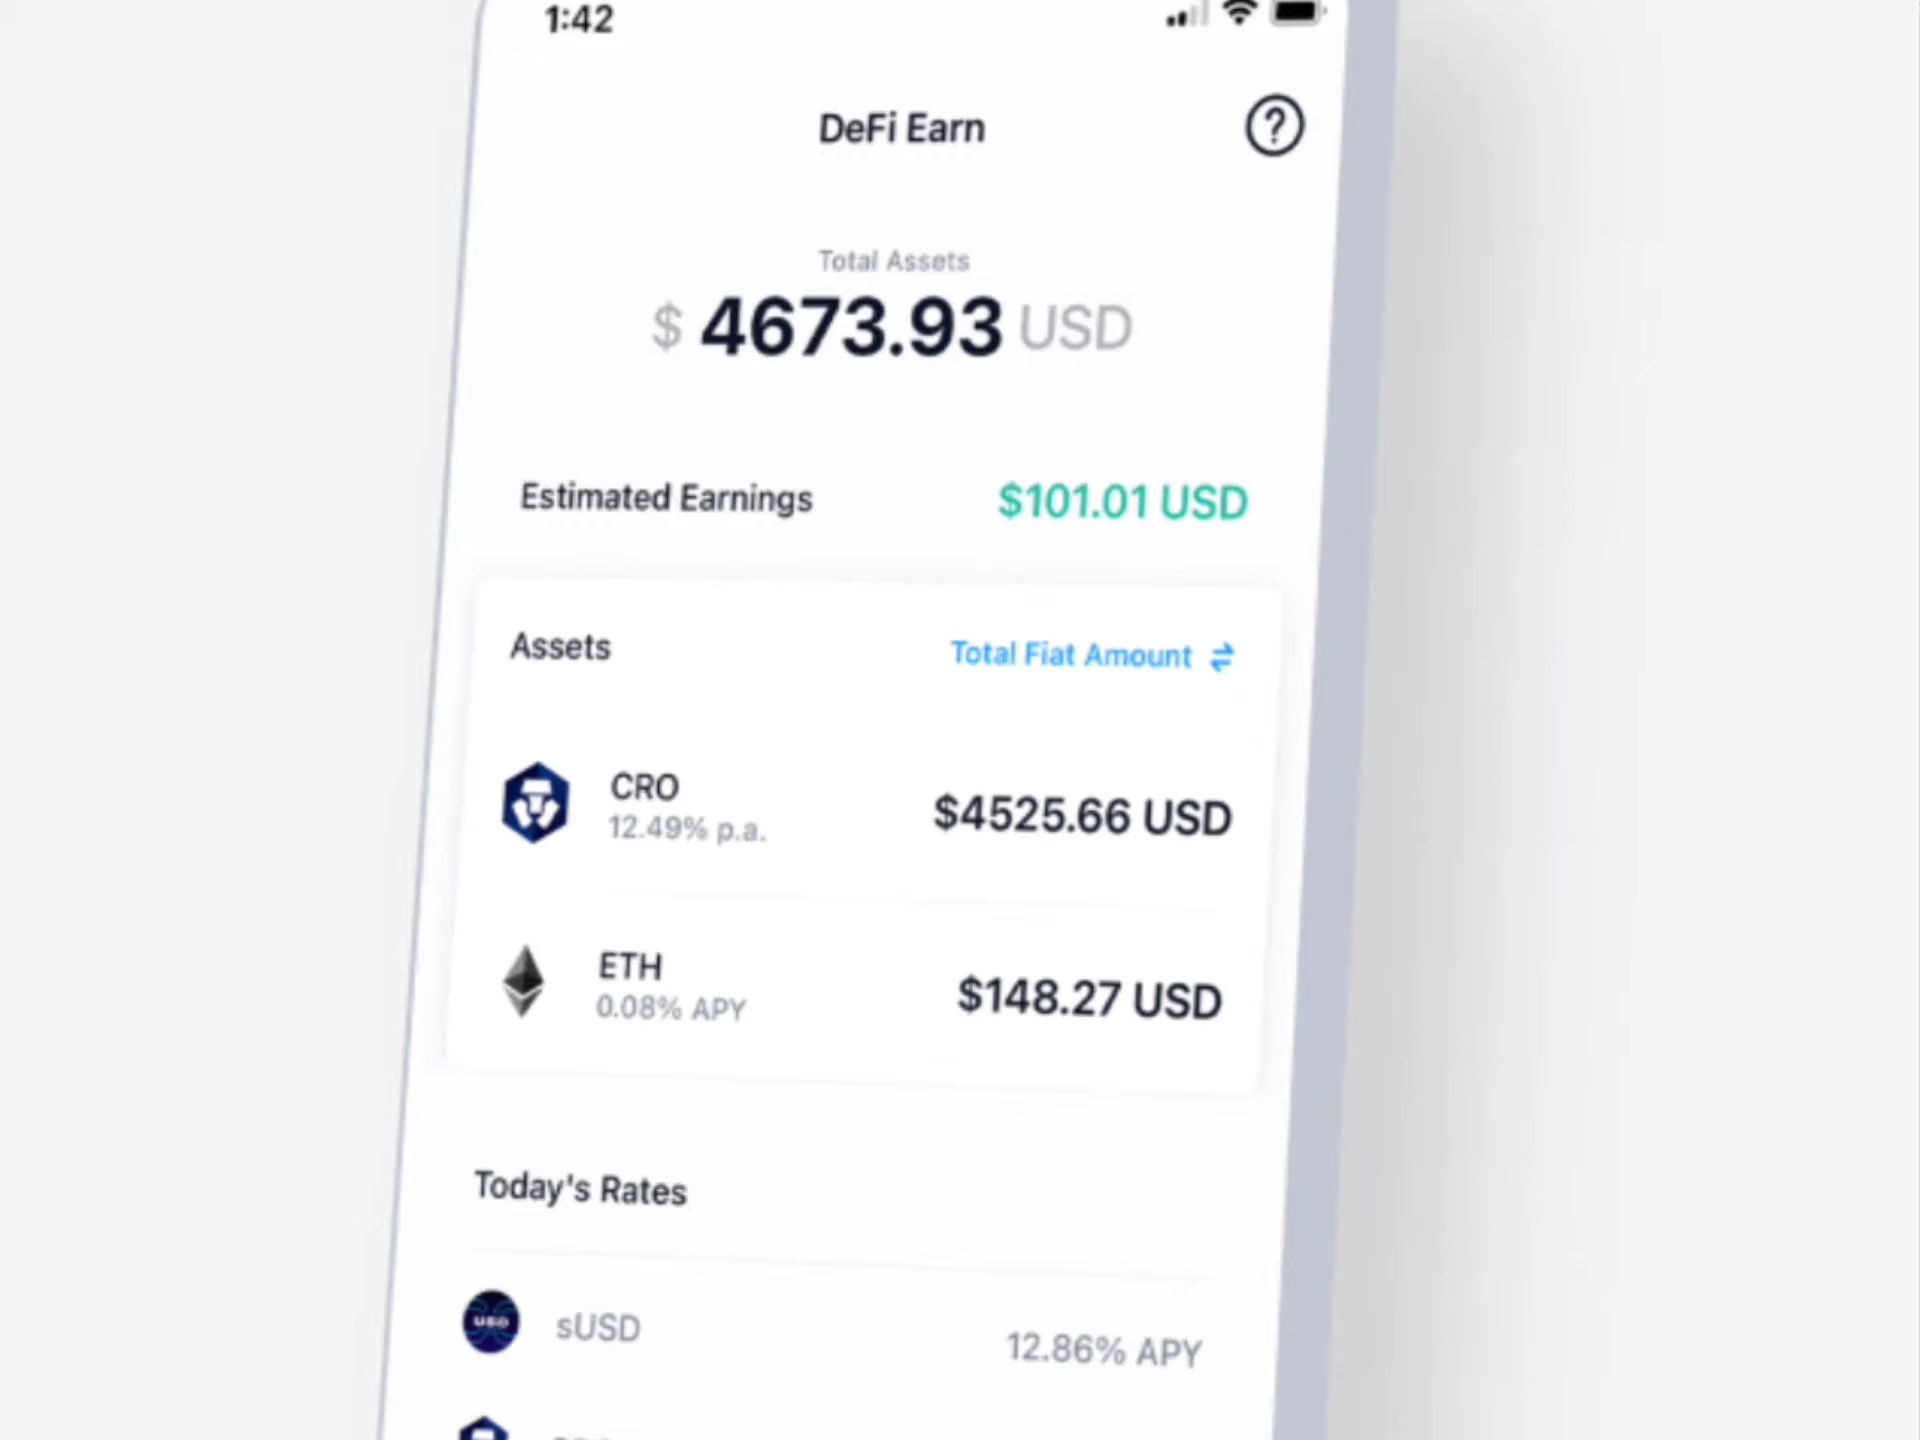 1:42
DeFi Earn
Total Assets
$ 4673.93 USD
Estimated Earnings $101.01 USD
Assets Total Fiat Amount
CRO
12.49% p.a.
$4525.66 USD
ETH
0.08% APY
$148.27 USD
Today's Rates
USD
sUSD 12.86% APY